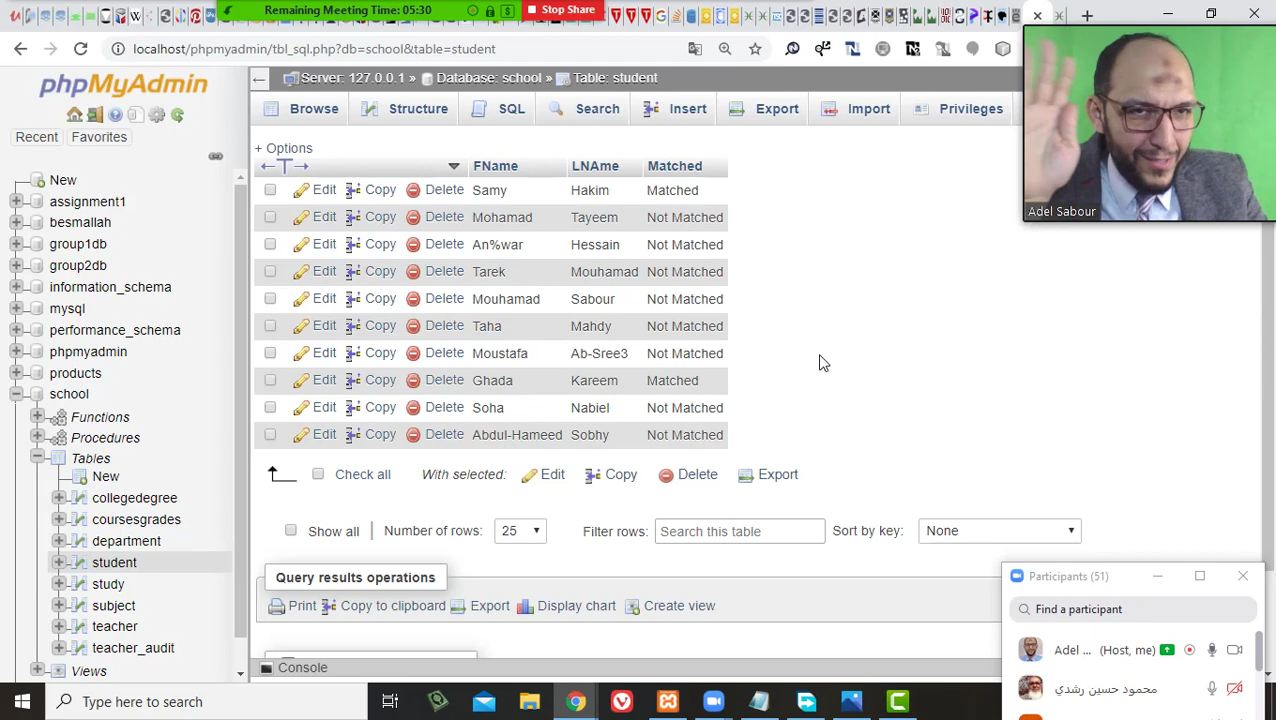 Remaining Meeting Time: 05:30
Stop Share
localhost/phpmyadmin/tbl_sql.php?db=school&table=student
phpMyAdmin
Recent Favorites
New
assignment1
besmallah
group1db
group2db
information_schema
mysql
performance_schema
phpmyadmin
products
school
Functions
Procedures
Tables
New
collegedegree
coursesgrades
department
student
study
subject
teacher
teacher_audit
Views
Server: 127.0.0.1 » Database: school » Table: student
Browse Structure SQL Search Insert Export Import Privileges
+ Options
FName LNAme Matched
Edit Copy Delete Samy Hakim Matched
Edit Copy Delete Mohamad Tayeem Not Matched
Edit Copy Delete An%war Hessain Not Matched
Edit Copy Delete Tarek Mouhamad Not Matched
Edit Copy Delete Mouhamad Sabour Not Matched
Edit Copy Delete Taha Mahdy Not Matched
Edit Copy Delete Moustafa Ab-Sree3 Not Matched
Edit Copy Delete Ghada Kareem Matched
Edit Copy Delete Soha Nabiel Not Matched
Edit Copy Delete Abdul-Hameed Sobhy Not Matched
Check all With selected: Edit Copy Delete Export
Show all Number of rows: 25 Filter rows: Search this table Sort by key: None
Query results operations
Print Copy to clipboard Export Display chart Create view
Console
Adel Sabour
Participants (51)
Find a participant
Adel ... (Host, me)
محمود حسين رشدي
Type here to search